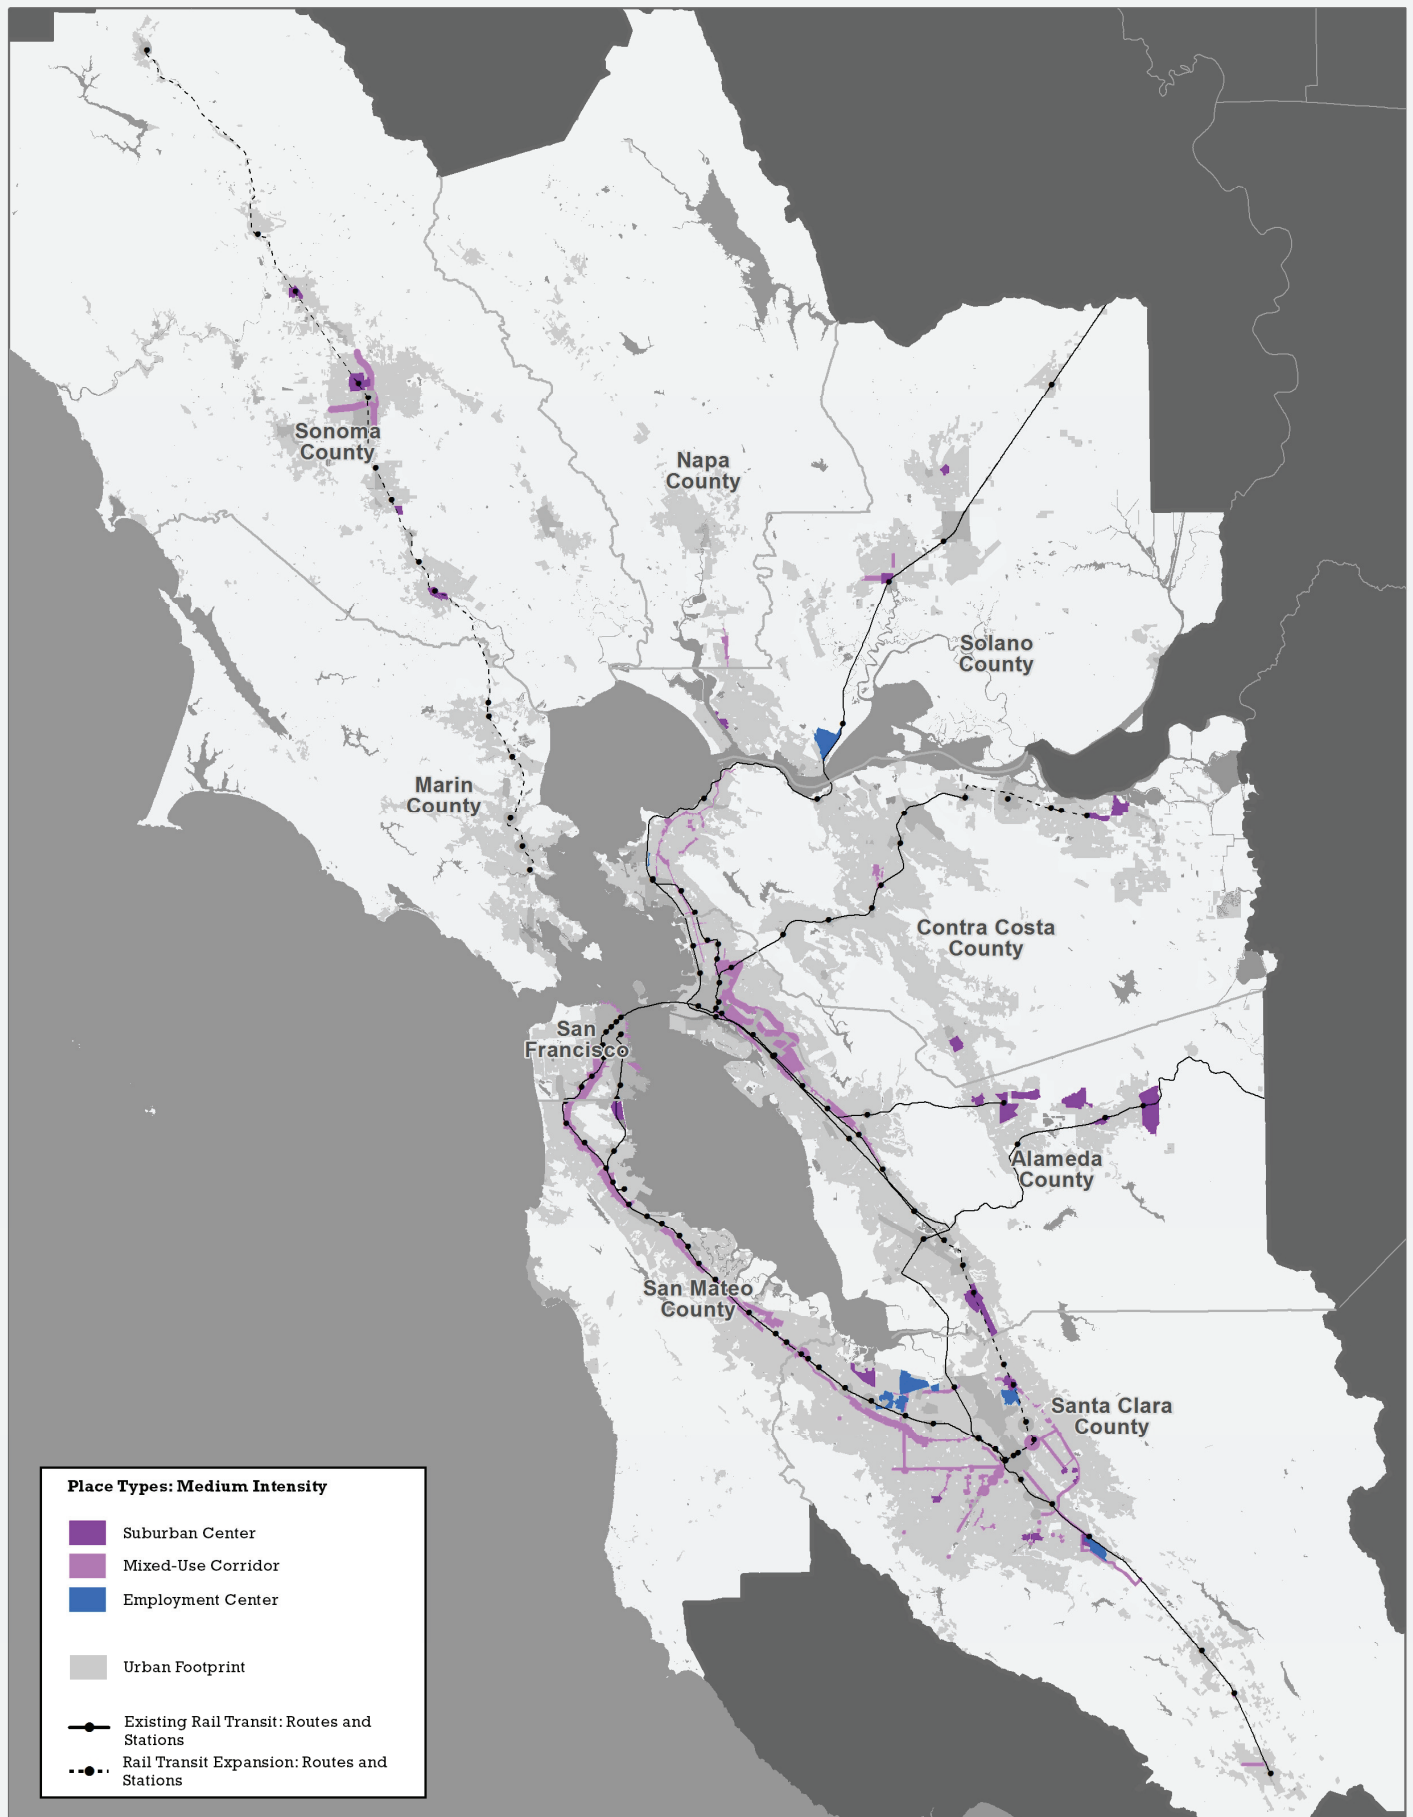 Sonoma
County
Napa
County
Solano
County
Marin
County
Contra Costa
County
San
Francisco
Alameda
County
San Mateo
County
Santa Clara
County
Place Types: Medium Intensity
Suburban Center
Mixed-Use Corridor
Employment Center
Urban Footprint
Existing Rail Transit: Routes and
Stations
Rail Transit Expansion: Routes and
Stations